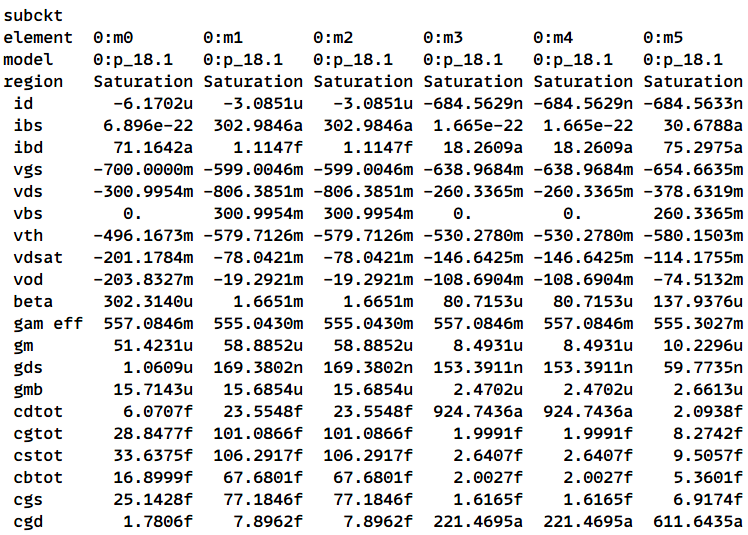 subckt
element 0:m0 0:m1 0:m2 0:m3 0:m4 0:m5
model 0:p_18.1 0:p_18.1 0:p_18.1 0:p_18.1 0:p_18.1 0:p_18.1
region Saturation Saturation Saturation Saturation Saturation Saturation
id -6.1702u -3.0851u -3.0851u -684.5629n -684.5629n -684.5633n
ibs 6.896e-22 302.9846a 302.9846a 1.665e-22 1.665e-22 30.6788a
ibd 71.1642a 1.1147f 1.1147f 18.2609a 18.2609a 75.2975a
vgs -700.0000m -599.0046m -599.0046m -638.9684m -638.9684m -654.6635m
vds -300.9954m -806.3851m -806.3851m -260.3365m -260.3365m -378.6319m
vbs 0. 300.9954m 300.9954m 0. 0. 260.3365m
vth -496.1673m -579.7126m -579.7126m -530.2780m -530.2780m -580.1503m
vdsat -201.1784m -78.0421m -78.0421m -146.6425m -146.6425m -114.1755m
vod -203.8327m -19.2921m -19.2921m -108.6904m -108.6904m -74.5132m
beta 302.3140u 1.6651m 1.6651m 80.7153u 80.7153u 137.9376u
gam eff 557.0846m 555.0430m 555.0430m 557.0846m 557.0846m 555.3027m
gm 51.4231u 58.8852u 58.8852u 8.4931u 8.4931u 10.2296u
gds 1.0609u 169.3802n 169.3802n 153.3911n 153.3911n 59.7735n
gmb 15.7143u 15.6854u 15.6854u 2.4702u 2.4702u 2.6613u
cdtot 6.0707f 23.5548f 23.5548f 924.7436a 924.7436a 2.0938f
cgtot 28.8477f 101.0866f 101.0866f 1.9991f 1.9991f 8.2742f
cstot 33.6375f 106.2917f 106.2917f 2.6407f 2.6407f 9.5057f
cbtot 16.8999f 67.6801f 67.6801f 2.0027f 2.0027f 5.3601f
cgs 25.1428f 77.1846f 77.1846f 1.6165f 1.6165f 6.9174f
cgd 1.7806f 7.8962f 7.8962f 221.4695a 221.4695a 611.6435a